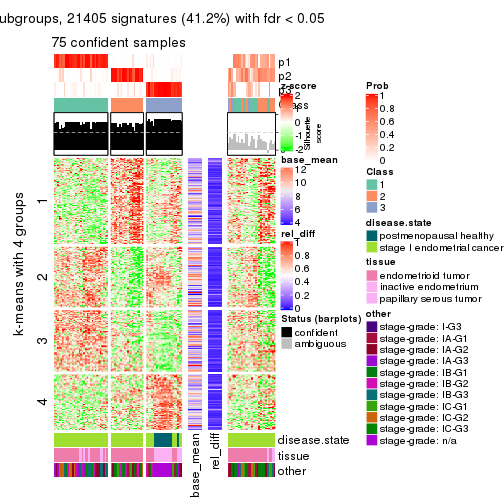 ubgroups, 21405 signatures (41.2%) with fdr < 0.05
75 confident samples
p1
p2
p3
Class
k-means with 4 groups
1
2
3
4
disease.state
tissue
other
base_mean
rel_diff
z-score
2
1
0
-1
-2
Silhouette
score
base_mean
12
10
8
6
4
rel_diff
1
0.8
0.6
0.4
0.2
0
Status (barplots)
confident
ambiguous
Prob
1
0.8
0.6
0.4
0.2
0
Class
1
2
3
disease.state
postmenopausal healthy
stage I endometrial cancer
tissue
endometrioid tumor
inactive endometrium
papillary serous tumor
other
stage-grade: I-G3
stage-grade: IA-G1
stage-grade: IA-G2
stage-grade: IA-G3
stage-grade: IB-G1
stage-grade: IB-G2
stage-grade: IB-G3
stage-grade: IC-G1
stage-grade: IC-G2
stage-grade: IC-G3
stage-grade: n/a